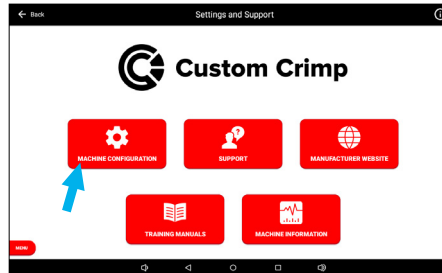 Back
Settings and Support
Custom Crimp
MACHINE CONFIGURATION
SUPPORT
MANUFACTURER WEBSITE
TRAINING MANUALS
MACHINE INFORMATION
MENU